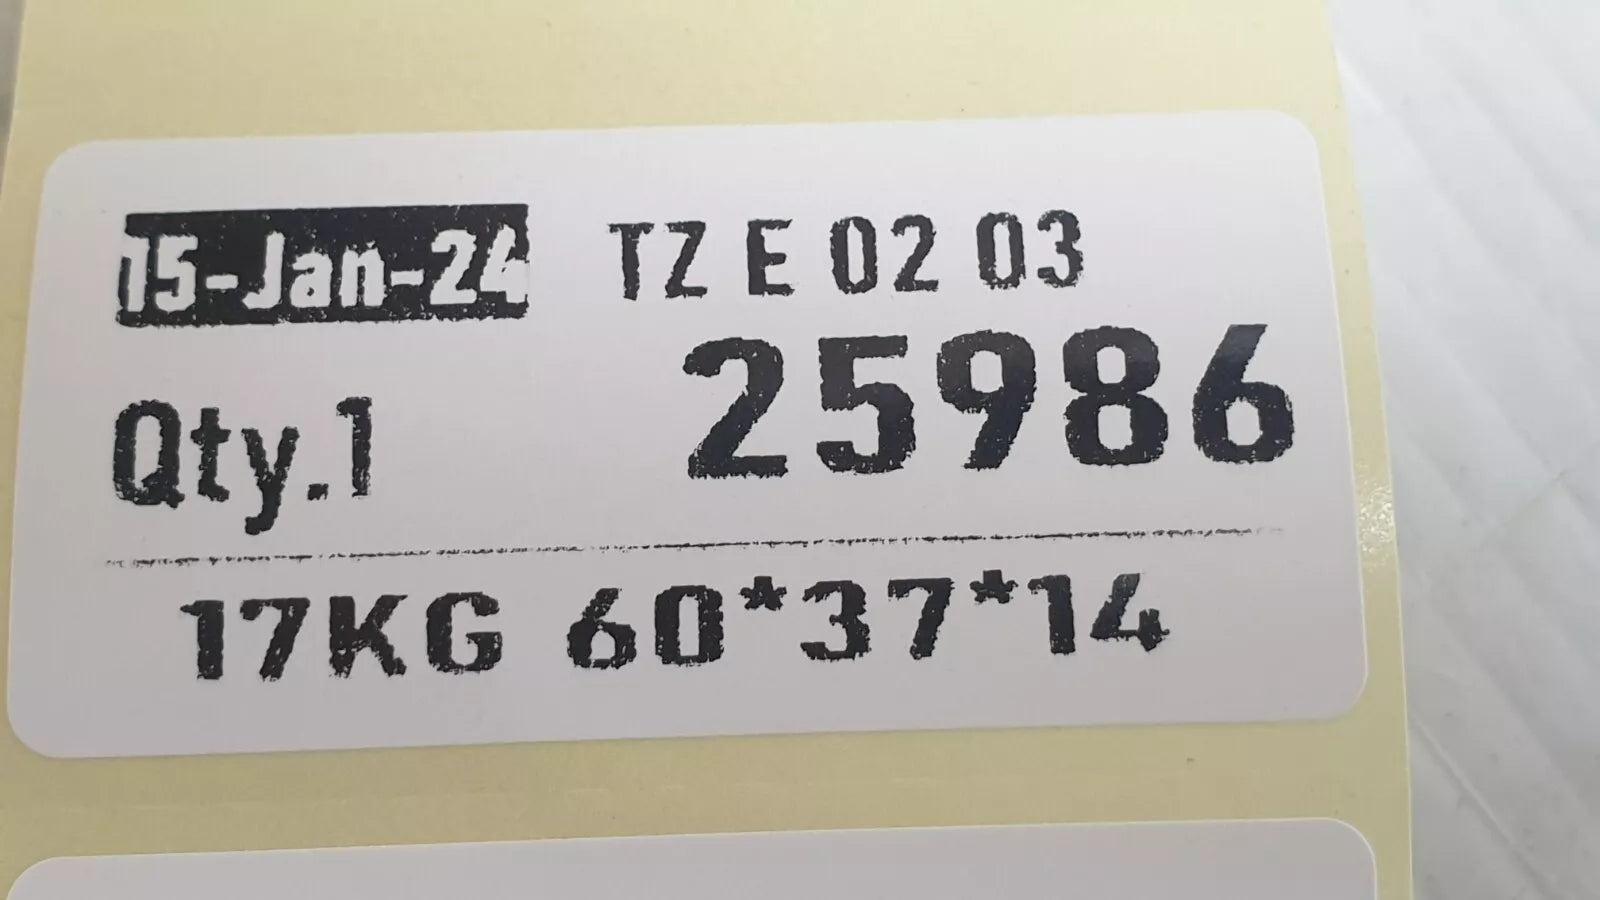 15-Jan-24 TZ E 02 03
Qty.1 25986
17KG 60*37*14